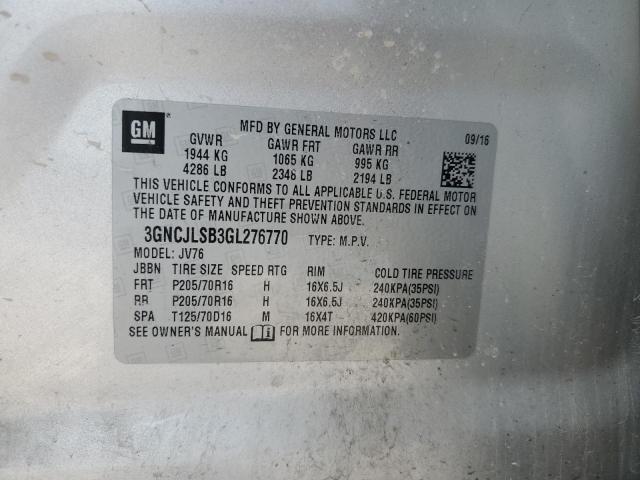 GM
MFD BY GENERAL MOTORS LLC 09/16
GVWR GAWR FRT GAWR RR
1944 KG 1065 KG 995 KG
4286 LB 2346 LB 2194 LB
THIS VEHICLE CONFORMS TO ALL APPLICABLE U.S. FEDERAL MOTOR
VEHICLE SAFETY AND THEFT PREVENTION STANDARDS IN EFFECT ON
THE DATE OF MANUFACTURE SHOWN ABOVE.
3GNCJLSB3GL276770 TYPE: M.P.V.
MODEL: JV76
JBBN TIRE SIZE SPEED RTG RIM COLD TIRE PRESSURE
FRT P205/70R16 H 16X6.5J 240KPA(35PSI)
RR P205/70R16 H 16X6.5J 240KPA(35PSI)
SPA T125/70D16 M 16X4T 420KPA(60PSI)
SEE OWNER'S MANUAL FOR MORE INFORMATION.